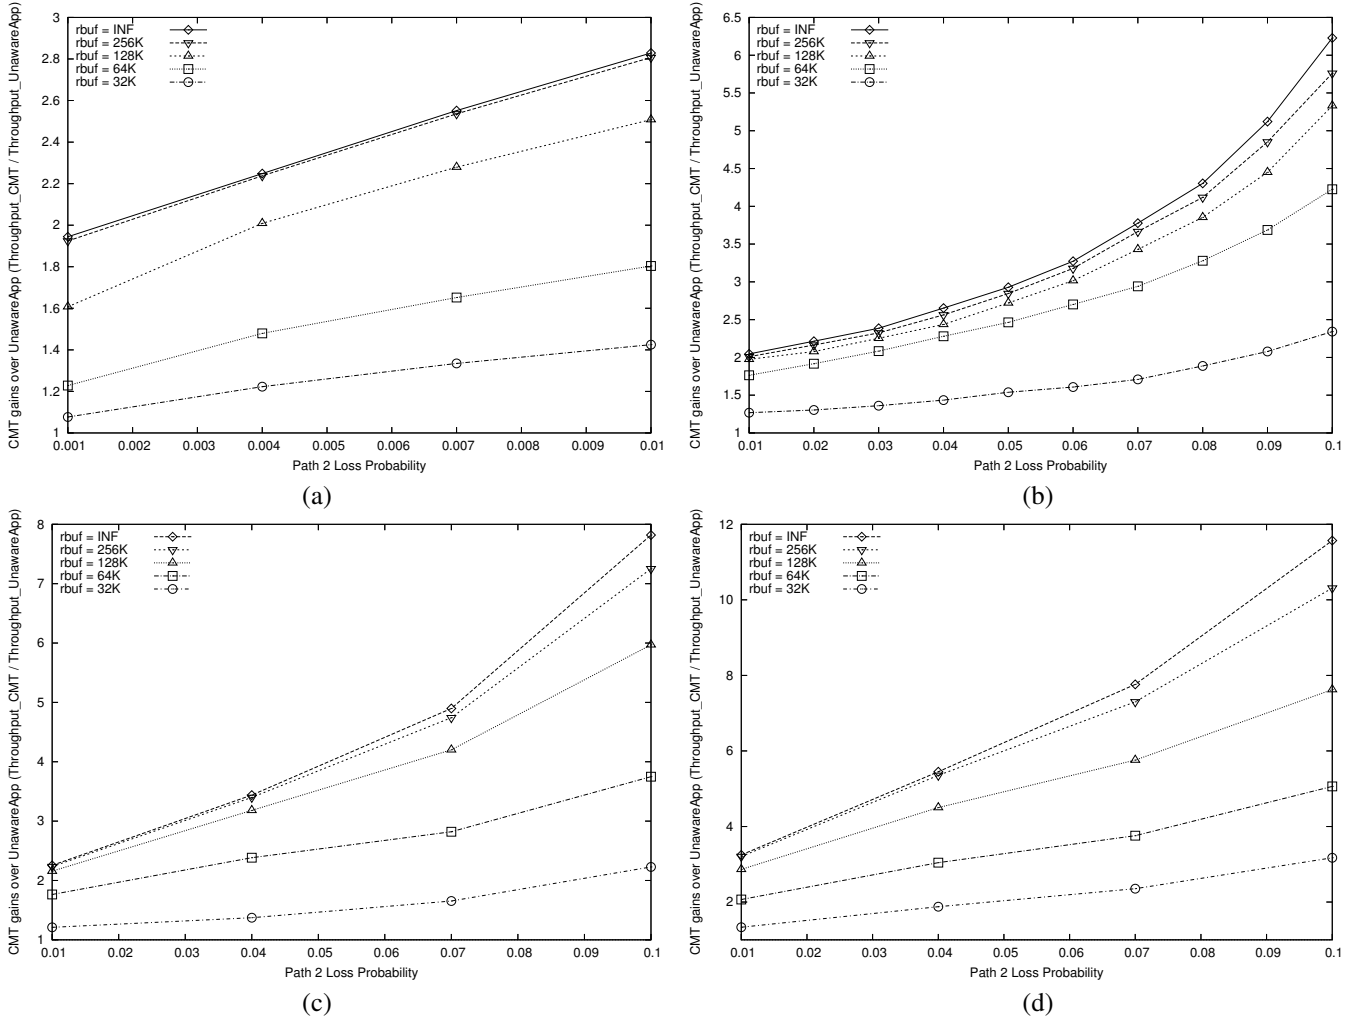 CMT gains over UnawareApp (Throughput_CMT / Throughput_UnawareApp)
3
2.8
2.6
2.4
2.2
2
1.8
1.6
1.4
1.2
1
rbuf = INF
rbuf = 256K
rbuf = 128K
rbuf = 64K
rbuf = 32K
0.001 0.002 0.003 0.004 0.005 0.006 0.007 0.008 0.009 0.01
Path 2 Loss Probability
(a)
CMT gains over UnawareApp (Throughput_CMT / Throughput_UnawareApp)
6.5
6
5.5
5
4.5
4
3.5
3
2.5
2
1.5
1
rbuf = INF
rbuf = 256K
rbuf = 128K
rbuf = 64K
rbuf = 32K
0.01 0.02 0.03 0.04 0.05 0.06 0.07 0.08 0.09 0.1
Path 2 Loss Probability
(b)
CMT gains over UnawareApp (Throughput_CMT / Throughput_UnawareApp)
8
7
6
5
4
3
2
1
rbuf = INF
rbuf = 256K
rbuf = 128K
rbuf = 64K
rbuf = 32K
0.01 0.02 0.03 0.04 0.05 0.06 0.07 0.08 0.09 0.1
Path 2 Loss Probability
(c)
CMT gains over UnawareApp (Throughput_CMT / Throughput_UnawareApp)
12
10
8
6
4
2
rbuf = INF
rbuf = 256K
rbuf = 128K
rbuf = 64K
rbuf = 32K
0.01 0.02 0.03 0.04 0.05 0.06 0.07 0.08 0.09 0.1
Path 2 Loss Probability
(d)